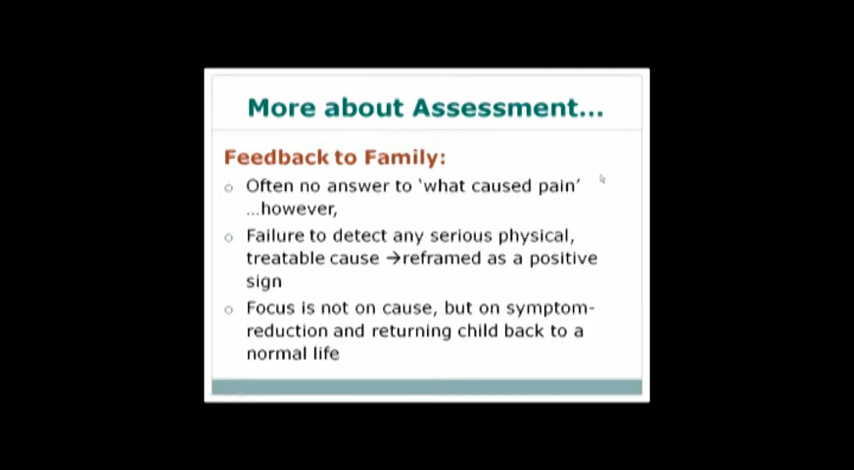 More about Assessment...
Feedback to Family:
○ Often no answer to ‘what caused pain’
...however,
○ Failure to detect any serious physical,
treatable cause →reframed as a positive
sign
○ Focus is not on cause, but on symptom-
reduction and returning child back to a
normal life